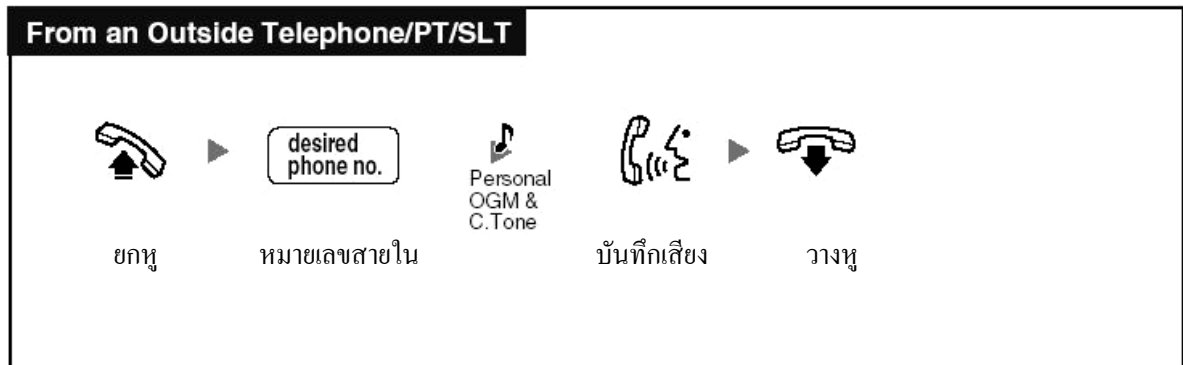 From an Outside Telephone/PT/SLT
desired
phone no.
Personal
OGM &
C.Tone
ยกหู
หมายเลขสายใน
บันทึกเสียง
วางหู